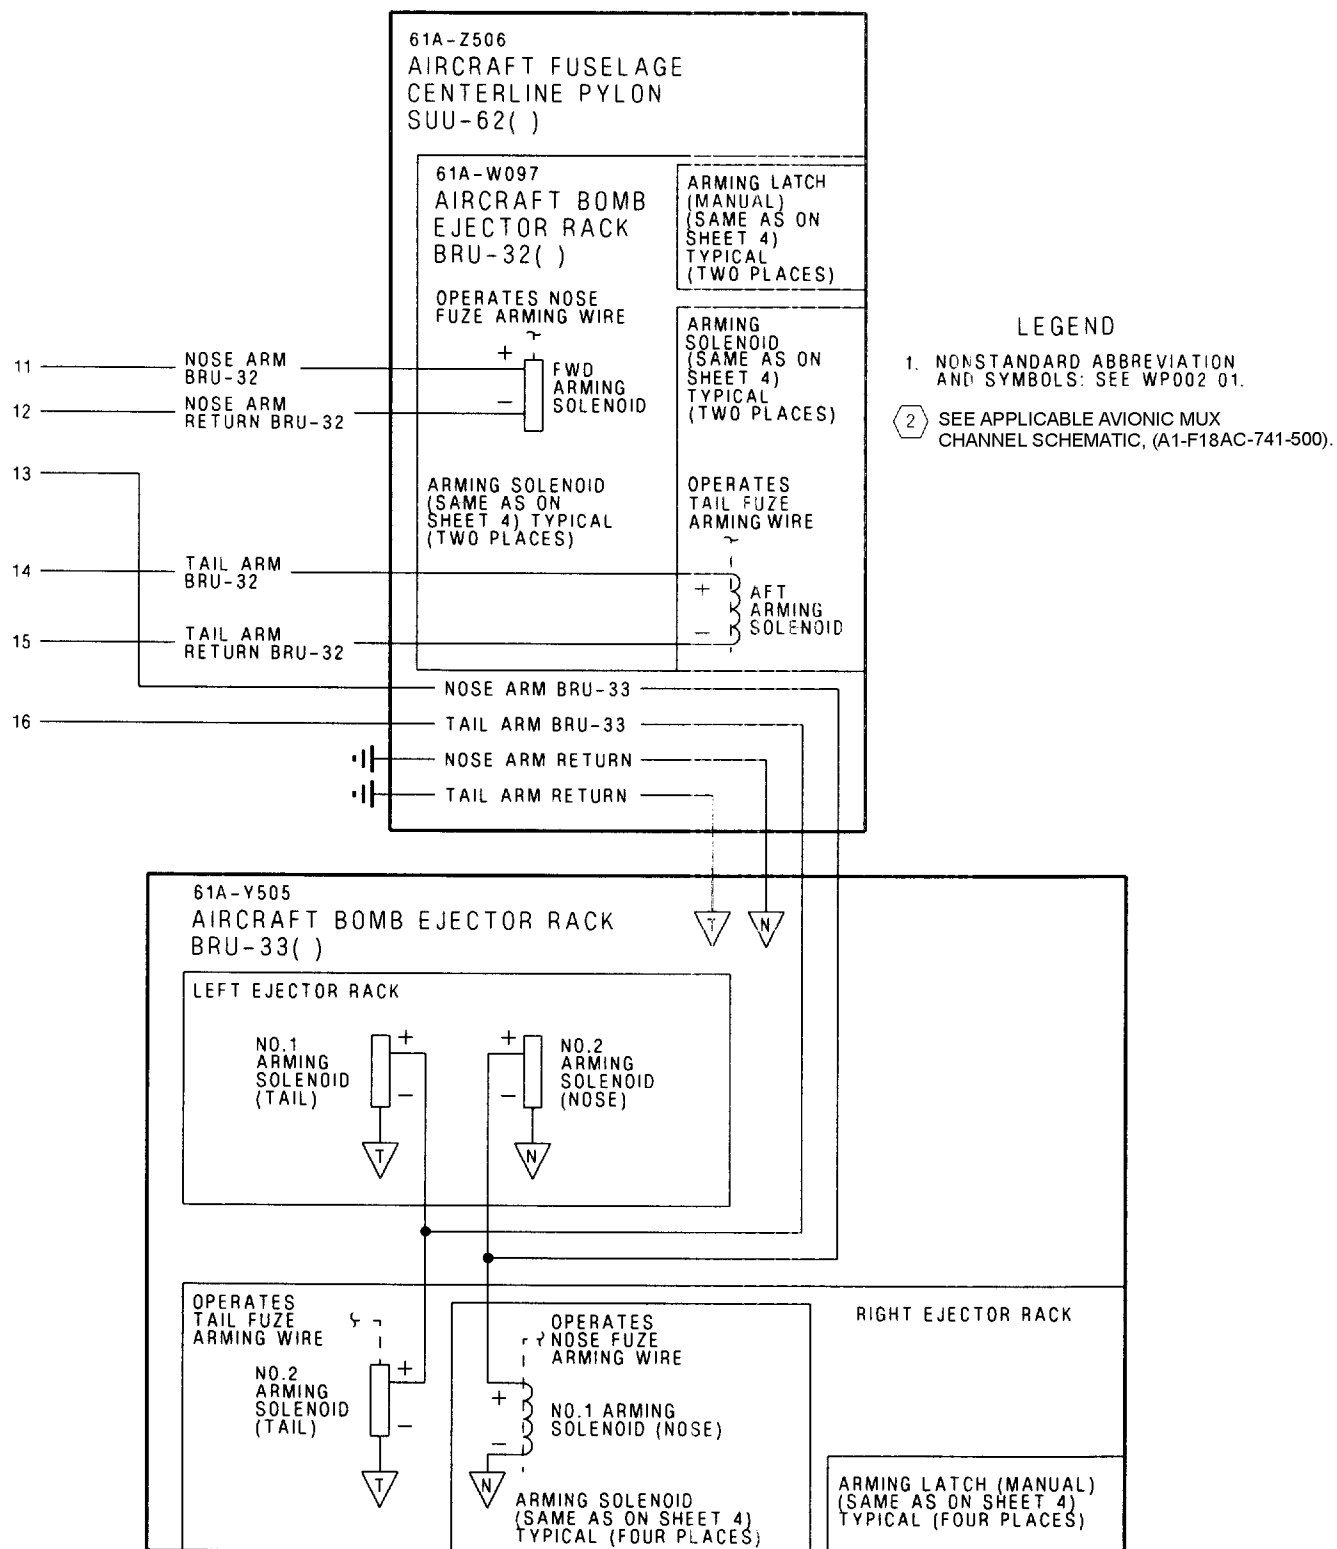 61A-Z506
AIRCRAFT FUSELAGE
CENTERLINE PYLON
SUU-62( )
61A-W097
AIRCRAFT BOMB
EJECTOR RACK
BRU-32( )
ARMING LATCH
(MANUAL)
(SAME AS ON
SHEET 4)
TYPICAL
(TWO PLACES)
OPERATES NOSE
FUZE ARMING WIRE
ARMING
SOLENOID
(SAME AS ON
SHEET 4)
TYPICAL
(TWO PLACES)
LEGEND
1. NONSTANDARD ABBREVIATION
AND SYMBOLS: SEE WP002 01.
2 SEE APPLICABLE AVIONIC MUX
CHANNEL SCHEMATIC, (A1-F18AC-741-500).
11
NOSE ARM
BRU-32
+
FWD
ARMING
SOLENOID
12
NOSE ARM
RETURN BRU-32
−
13
ARMING SOLENOID
(SAME AS ON
SHEET 4) TYPICAL
(TWO PLACES)
OPERATES
TAIL FUZE
ARMING WIRE
14
TAIL ARM
BRU-32
+
AFT
ARMING
SOLENOID
15
TAIL ARM
RETURN BRU-32
−
NOSE ARM BRU-33
16
TAIL ARM BRU-33
NOSE ARM RETURN
TAIL ARM RETURN
61A-Y505
AIRCRAFT BOMB EJECTOR RACK
BRU-33( )
T
N
LEFT EJECTOR RACK
NO.1
ARMING
SOLENOID
(TAIL)
+
−
T
+
−
NO.2
ARMING
SOLENOID
(NOSE)
N
OPERATES
TAIL FUZE
ARMING WIRE
NO.2
ARMING
SOLENOID
(TAIL)
+
−
T
OPERATES
NOSE FUZE
ARMING WIRE
+
−
NO.1 ARMING
SOLENOID (NOSE)
N
ARMING SOLENOID
(SAME AS ON SHEET 4)
TYPICAL (FOUR PLACES)
RIGHT EJECTOR RACK
ARMING LATCH (MANUAL)
(SAME AS ON SHEET 4)
TYPICAL (FOUR PLACES)